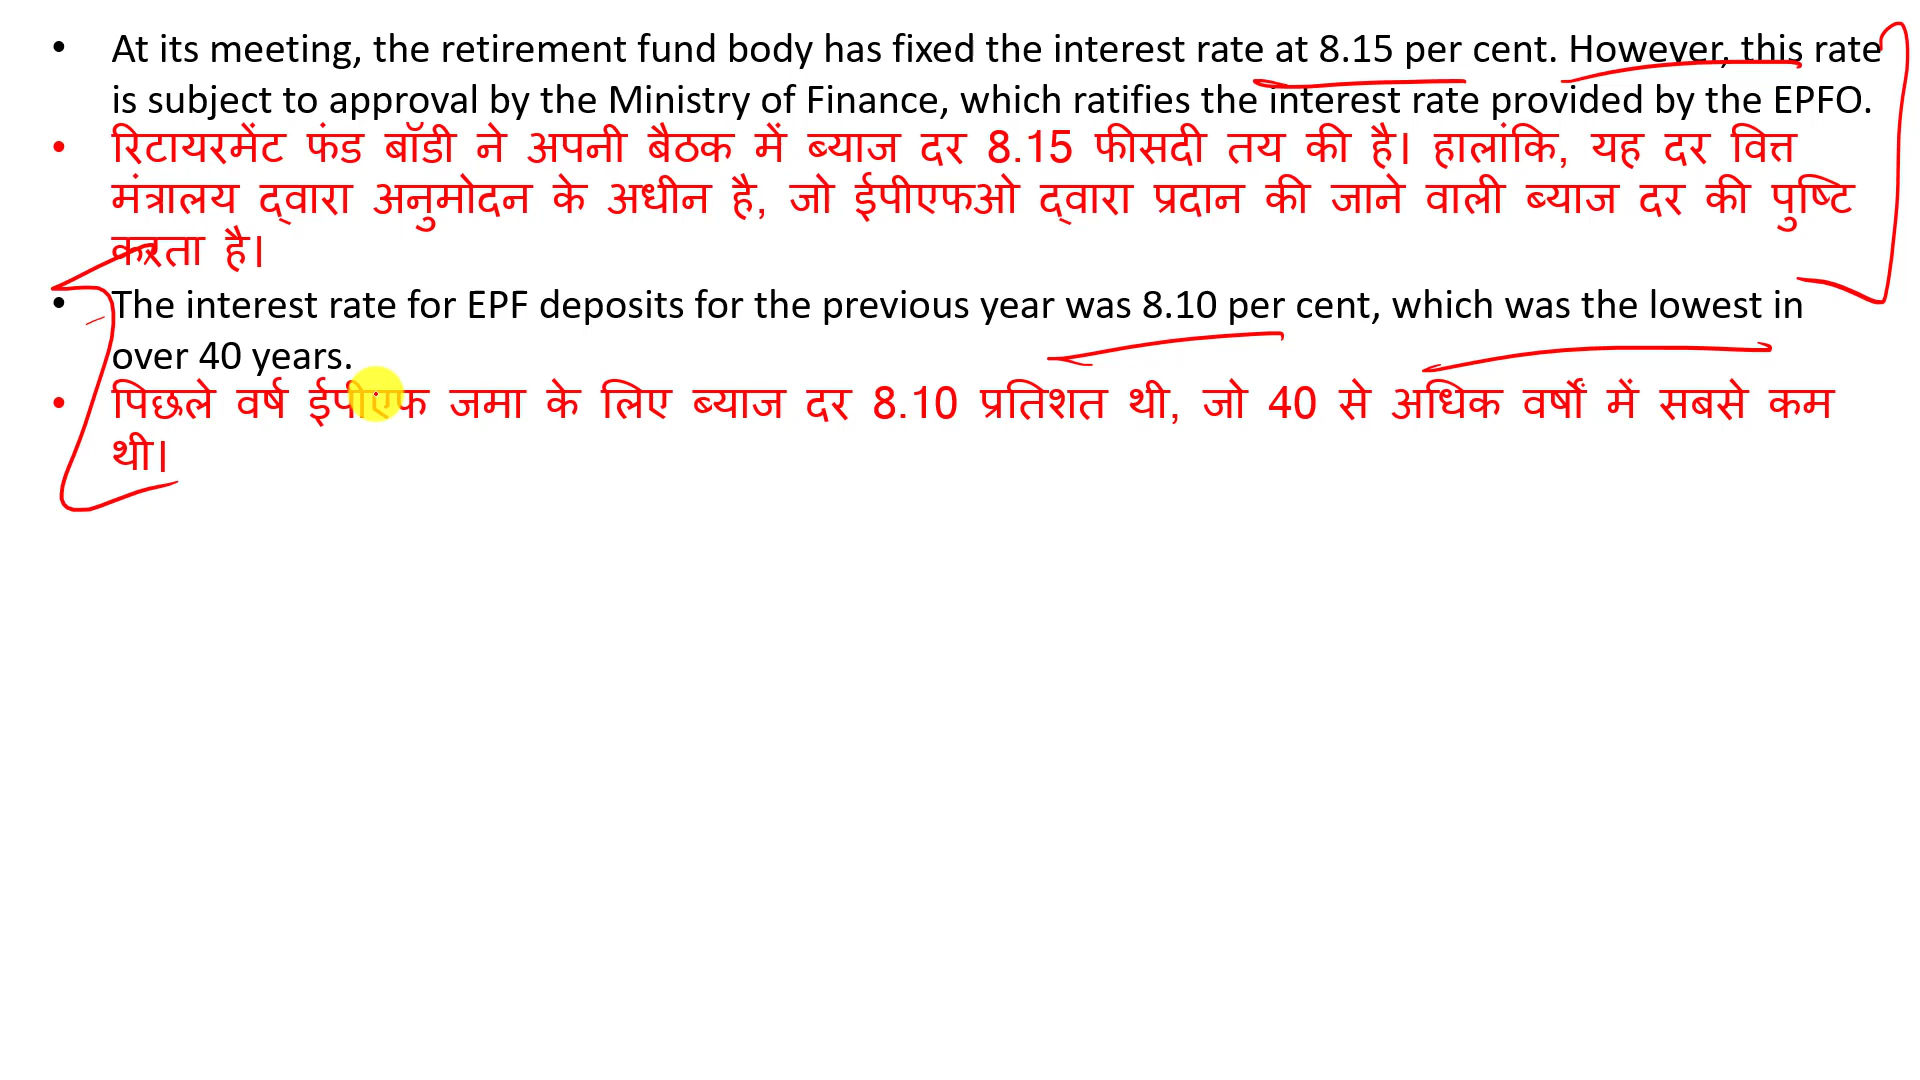 • At its meeting, the retirement fund body has fixed the interest rate at 8.15 per cent. However, this rate
is subject to approval by the Ministry of Finance, which ratifies the interest rate provided by the EPFO.
• रिटायरमेंट फंड बॉडी ने अपनी बैठक में ब्याज दर 8.15 फीसदी तय की है। हालांकि, यह दर वित्त
मंत्रालय द्वारा अनुमोदन के अधीन है, जो ईपीएफओ द्वारा प्रदान की जाने वाली ब्याज दर की पुष्टि
करता है।
• The interest rate for EPF deposits for the previous year was 8.10 per cent, which was the lowest in
over 40 years.
• पिछले वर्ष ईपीएफ जमा के लिए ब्याज दर 8.10 प्रतिशत थी, जो 40 से अधिक वर्षों में सबसे कम
थी।